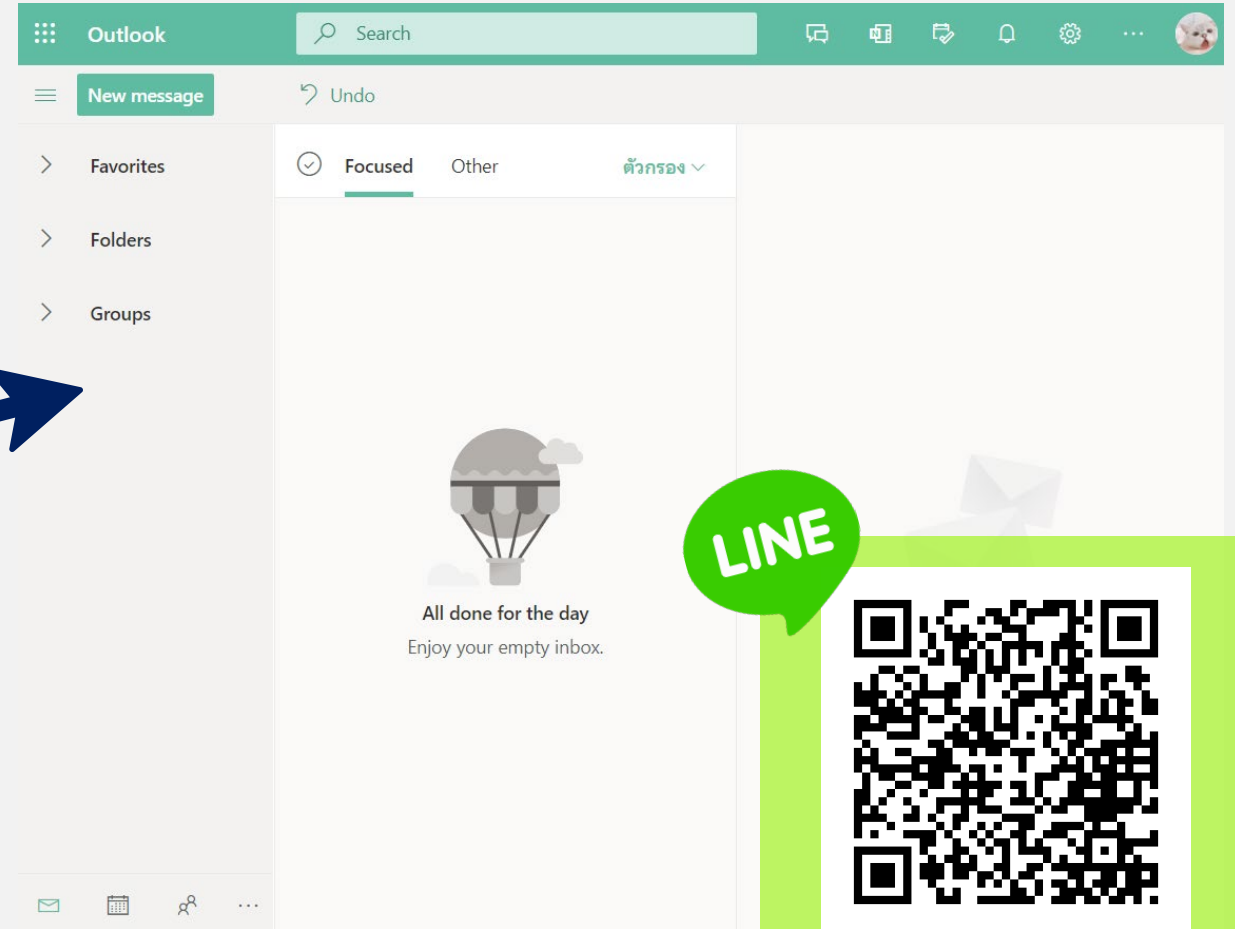 Outlook
Search
New message
Undo
Favorites
Focused
Other
ตัวกรอง
Folders
Groups
LINE
All done for the day
Enjoy your empty inbox.